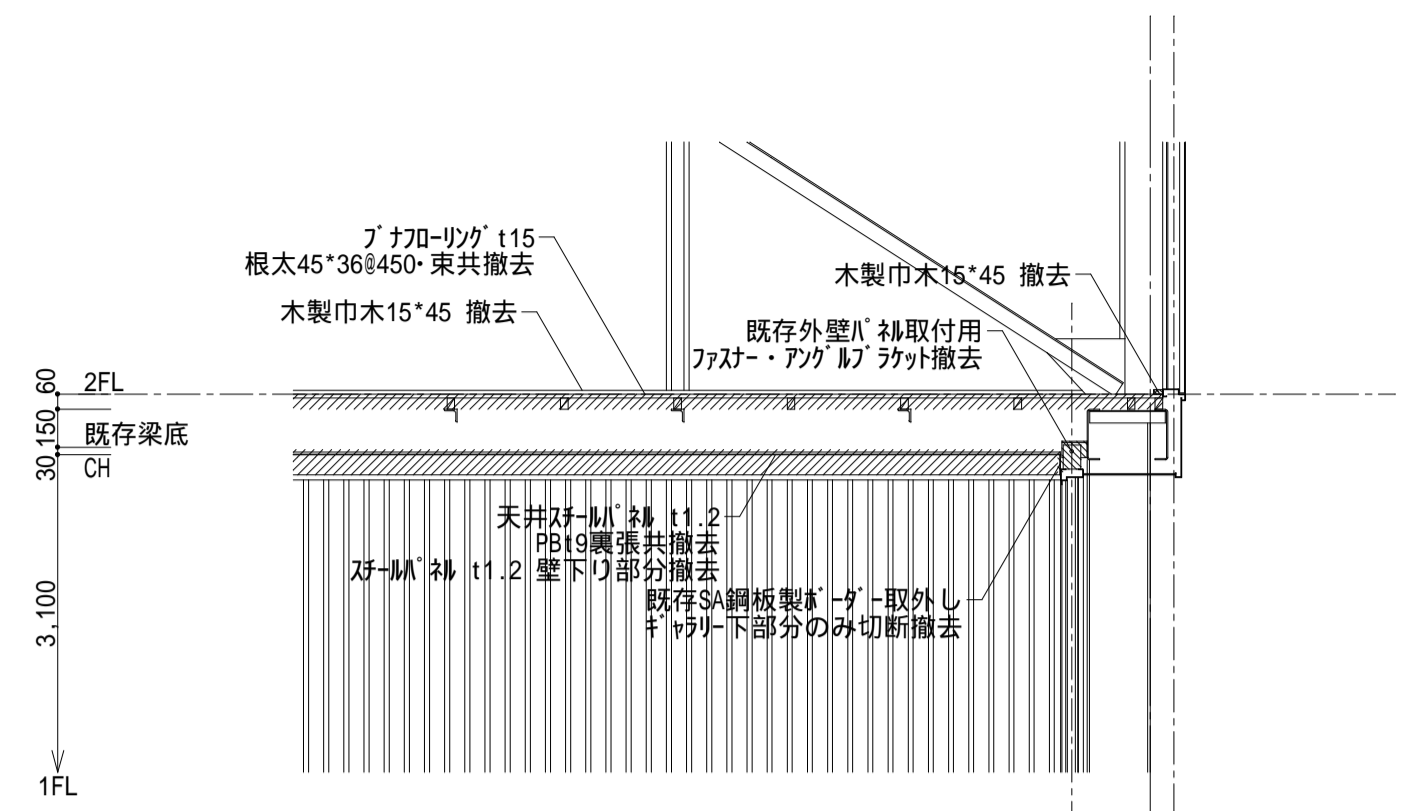 ブナフローリング t15
根太45*36@450・束共撤去
木製巾木15*45 撤去
木製巾木15*45 撤去
既存外壁パネル取付用
ファスナー・アングルブラケット撤去
60
2FL
150
既存梁底
30
CH
天井スチールパネル t1.2
PBt9裏張共撤去
スチールパネル t1.2 壁下り部分撤去
既存SA鋼板製ボーダー取外し
ギャラリー下部分のみ切断撤去
3,100
1FL